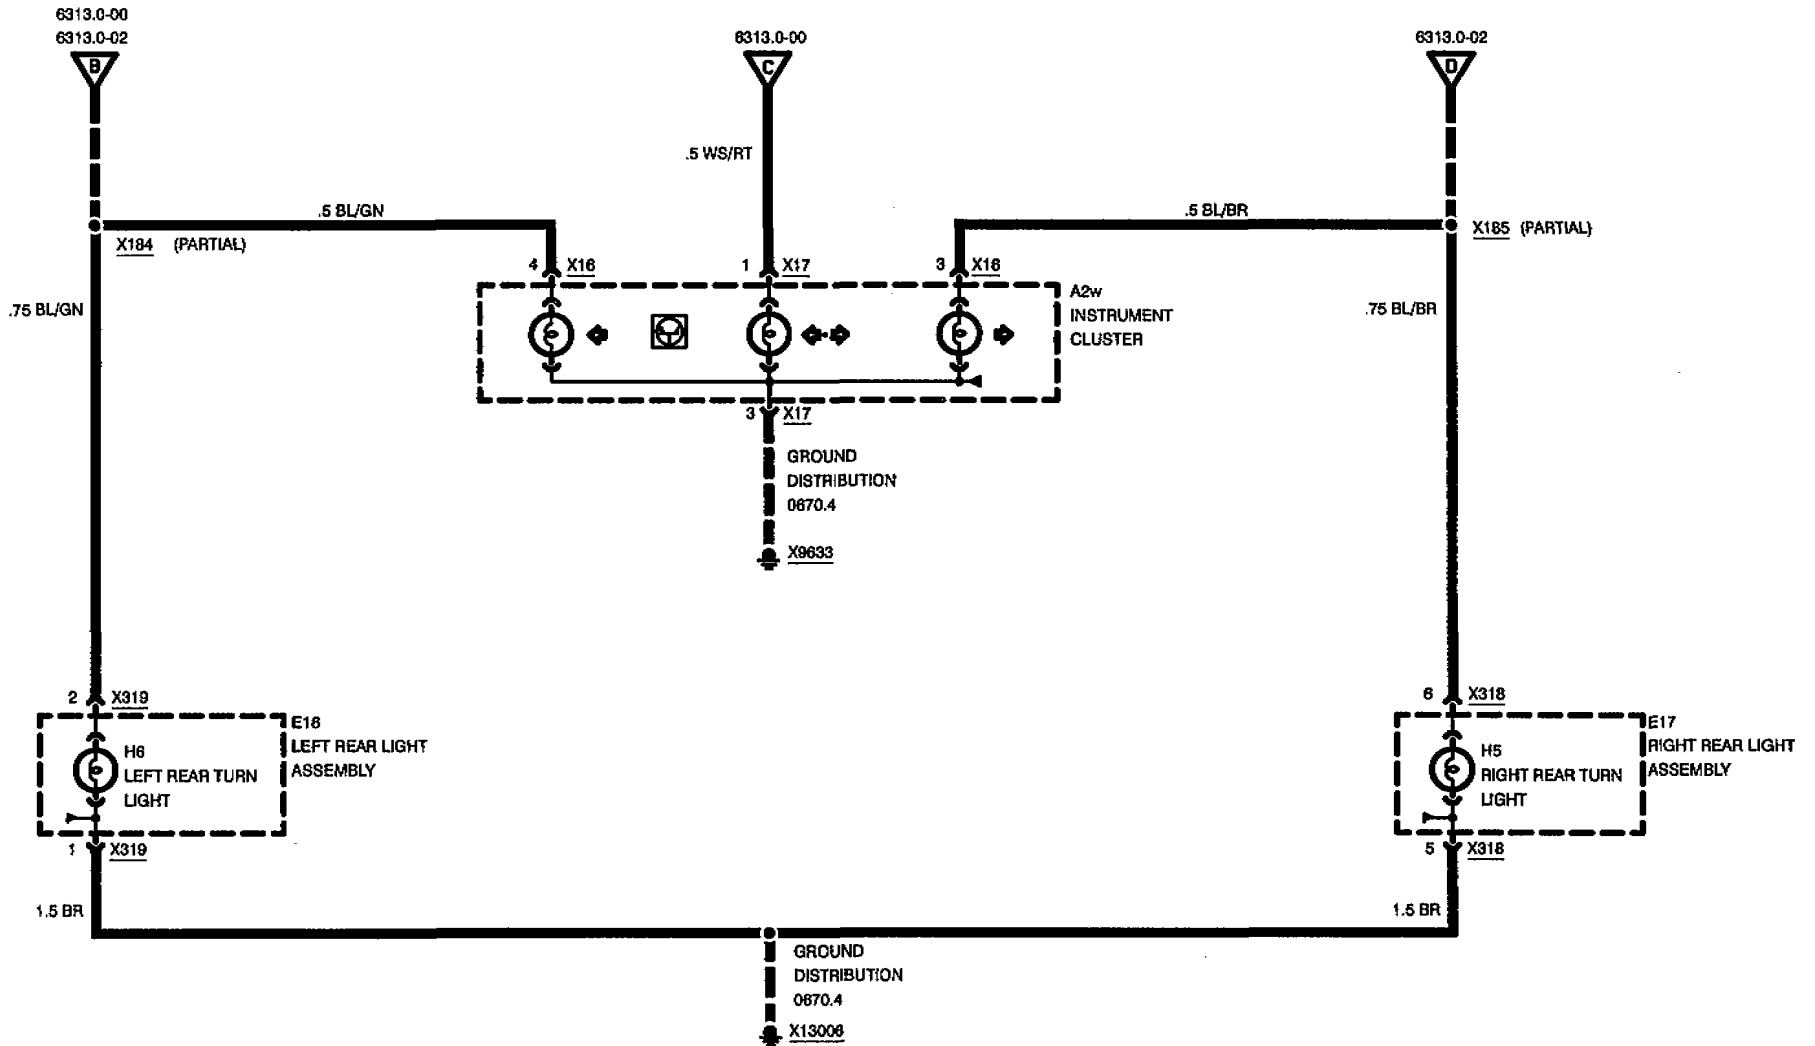 6313.0-00
6313.0-02
B
6313.0-00
C
6313.0-02
D
.5 WS/RT
.5 BL/GN
.5 BL/BR
X184 (PARTIAL)
X185 (PARTIAL)
4 X16
1 X17
3 X16
A2w
INSTRUMENT
CLUSTER
.75 BL/GN
.75 BL/BR
3 X17
GROUND
DISTRIBUTION
0670.4
X9633
2 X319
E18
LEFT REAR LIGHT
ASSEMBLY
H6
LEFT REAR TURN
LIGHT
1 X319
1.5 BR
6 X318
E17
RIGHT REAR LIGHT
ASSEMBLY
H5
RIGHT REAR TURN
LIGHT
5 X318
1.5 BR
GROUND
DISTRIBUTION
0670.4
X13006